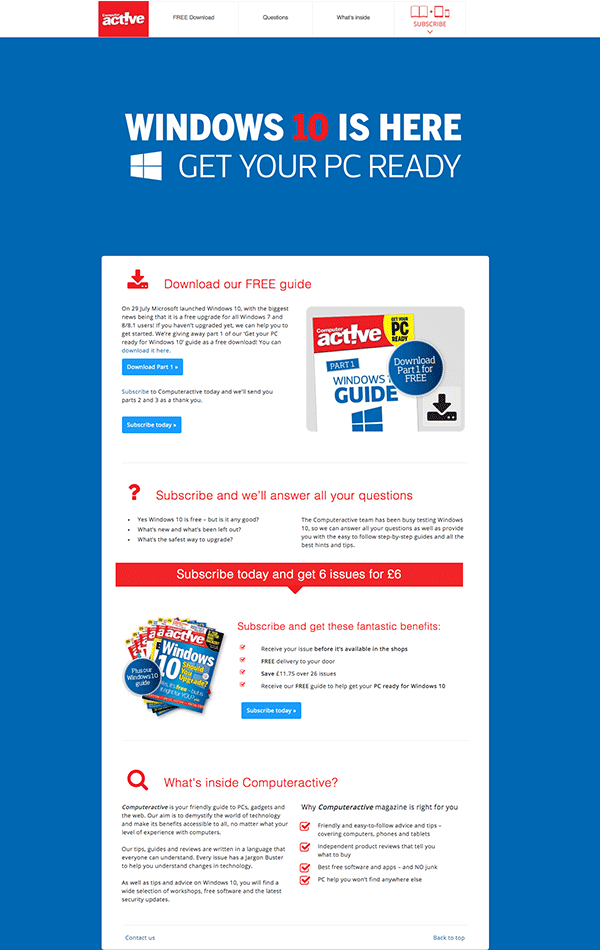 Computer
act!ve
FREE Download
Questions
What's inside
SUBSCRIBE
WINDOWS 10 IS HERE
GET YOUR PC READY
Download our FREE guide
On 29 July Microsoft launched Windows 10, with the biggest
news being that it is a free upgrade for all Windows 7 and
8/8.1 users! If you haven't upgraded yet, we can help you to
get started. We're giving away part 1 of our 'Get your PC
ready for Windows 10' guide as a free download! You can
download it here.
Download Part 1 »
Subscribe to Computeractive today and we'll send you
parts 2 and 3 as a thank you.
Subscribe today »
Computer
act!ve
GET YOUR
PC
READY
PART 1
WINDOWS 1
GUIDE
Download
Part 1 for
FREE
Subscribe and we'll answer all your questions
Yes Windows 10 is free – but is it any good?
What's new and what's been left out?
What's the safest way to upgrade?
The Computeractive team has been busy testing Windows
10, so we can answer all your questions as well as provide
you with the easy to follow step-by-step guides and all the
best hints and tips.
Subscribe today and get 6 issues for £6
act!ve
Windows
10
Should
You
Upgrade?
Plus our
Windows 10
guide
Subscribe and get these fantastic benefits:
Receive your issue before it's available in the shops
FREE delivery to your door
Save £11.75 over 26 issues
Receive our FREE guide to help get your PC ready for Windows 10
Subscribe today »
What's inside Computeractive?
Computeractive is your friendly guide to PCs, gadgets and
the web. Our aim is to demystify the world of technology
and make its benefits accessible to all, no matter what your
level of experience with computers.
Our tips, guides and reviews are written in a language that
everyone can understand. Every issue has a Jargon Buster
to help you understand changes in technology.
As well as tips and advice on Windows 10, you will find a
wide selection of workshops, free software and the latest
security updates.
Why Computeractive magazine is right for you
Friendly and easy-to-follow advice and tips –
covering computers, phones and tablets
Independent product reviews that tell you
what to buy
Best free software and apps – and NO junk
PC help you won't find anywhere else
Contact us
Back to top